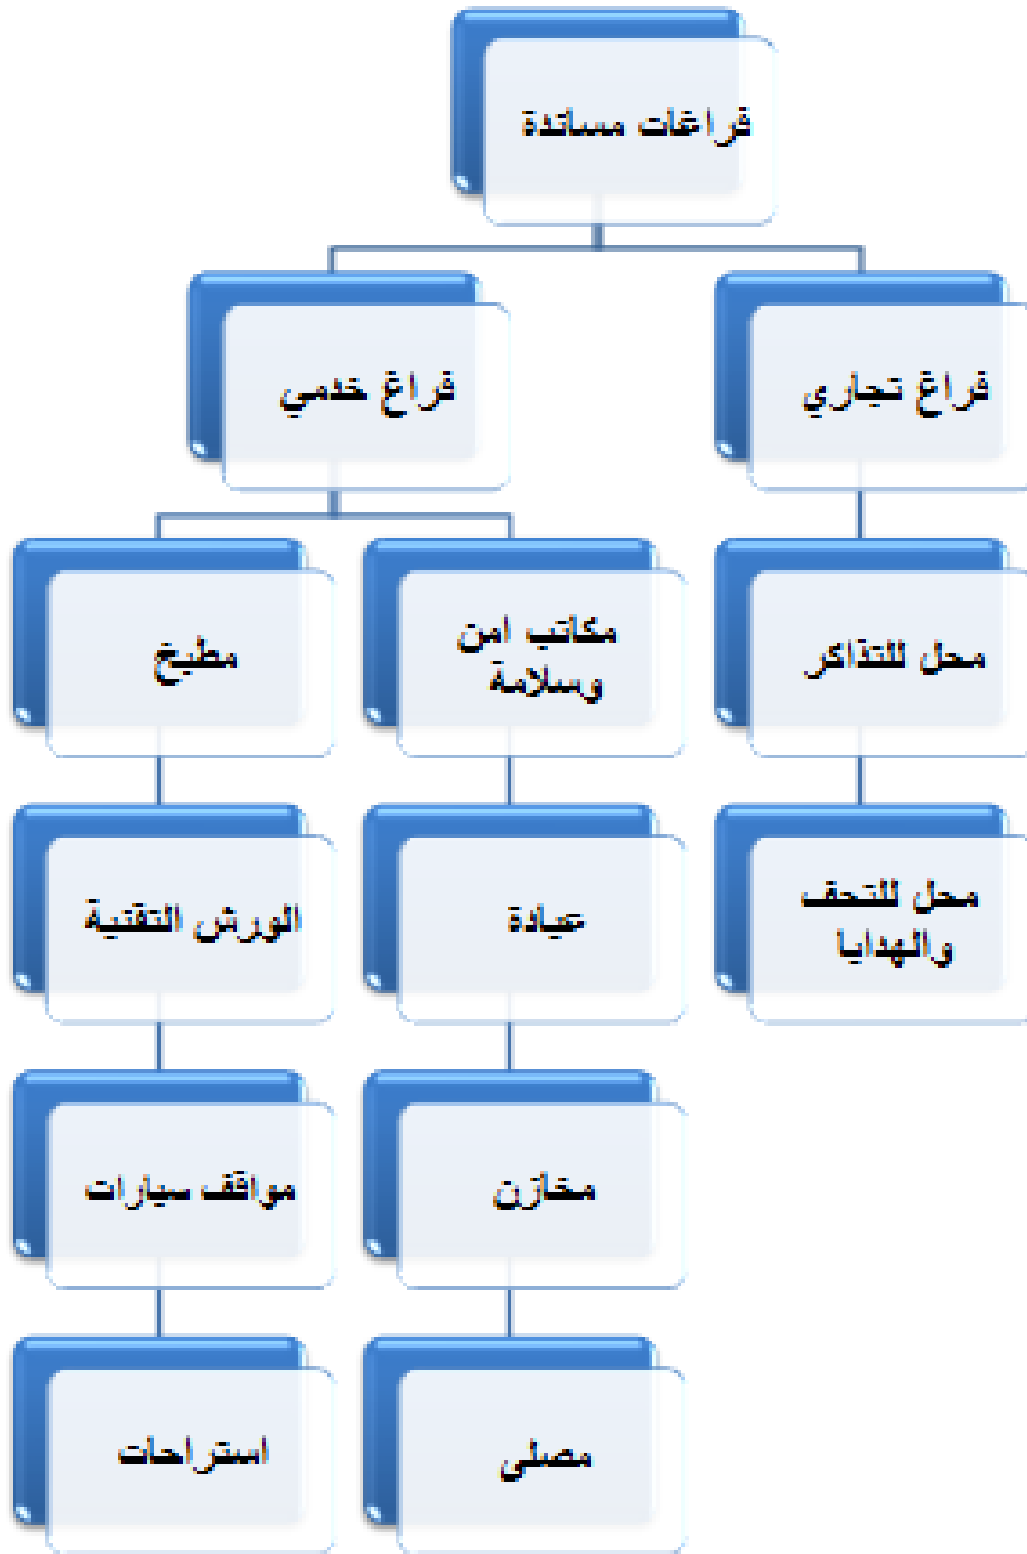 فراغات مساندة
فراغ تجاري
فراغ خدمي
محل للتذاكر
مكاتب امن
وسلامة
مطبخ
محل للتحف
والهدايا
عيادة
الورش التقنية
مخازن
مواقف سيارات
مصلي
استراحات